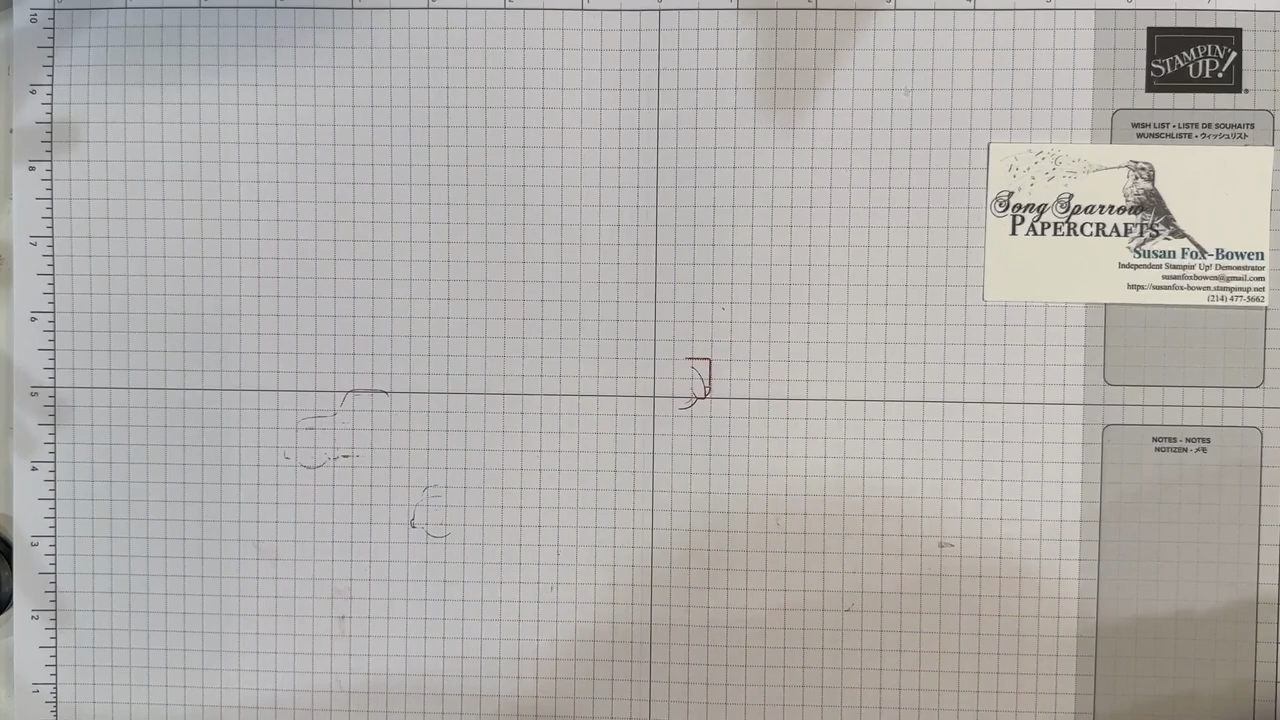 STAMPIN' UP!
WISH LIST • LISTE DE SOUHAITS
WUNSCHLISTE • ウィッシュリスト
Song Sparrow
PAPERCRAFTS
Susan Fox-Bowen
Independent Stampin' Up! Demonstrator
susanfoxbowen@gmail.com
https://susanfox-bowen.stampinup.net
(214) 477-5662
NOTES • NOTES
NOTIZEN • メモ
10
9
8
7
6
5
4
3
2
1